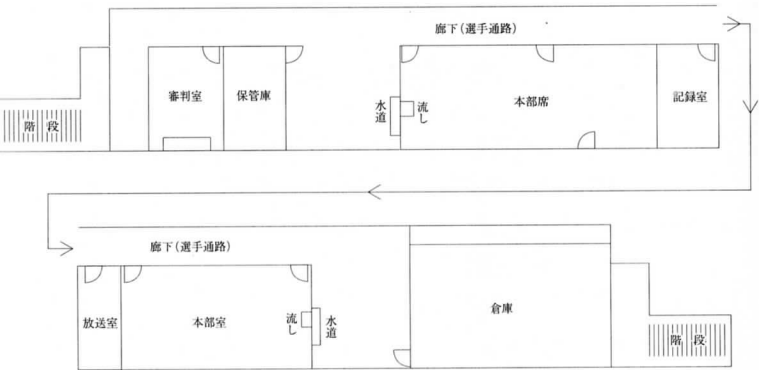 廊下(選手通路)
審判室
保管庫
水道
流し
本部席
記録室
階段
廊下(選手通路)
放送室
本部室
流し
水道
倉庫
階段